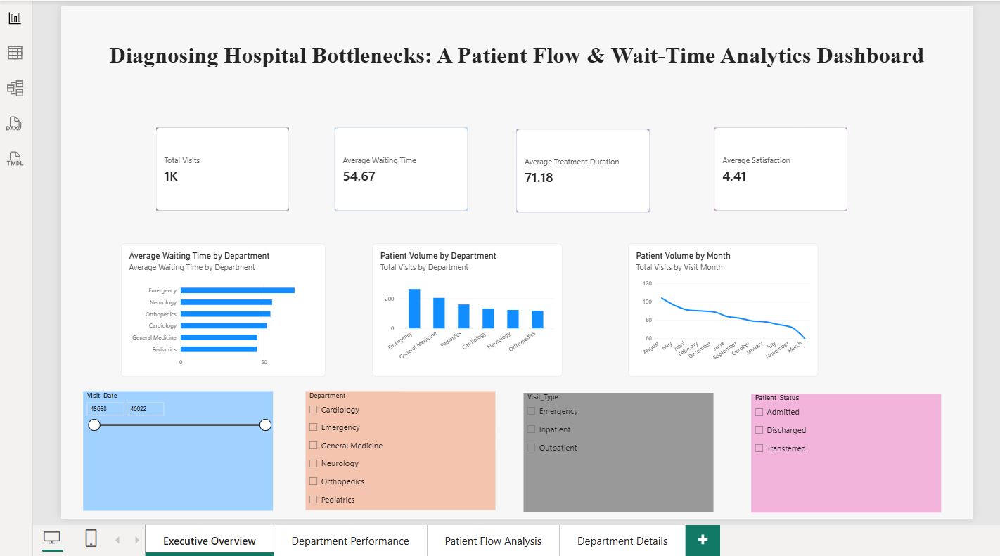 DAX
TMDL
Diagnosing Hospital Bottlenecks: A Patient Flow & Wait-Time Analytics Dashboard
Total Visits
1K
Average Waiting Time
54.67
Average Treatment Duration
71.18
Average Satisfaction
4.41
Average Waiting Time by Department
Average Waiting Time by Department
Emergency
Neurology
Orthopedics
Cardiology
General Medicine
Pediatrics
0
50
Patient Volume by Department
Total Visits by Department
200
0
Emergency
General Medicine
Pediatrics
Cardiology
Neurology
Orthopedics
Patient Volume by Month
Total Visits by Visit Month
120
100
80
60
August
May
April
February
December
June
September
October
January
July
November
March
Visit_Date
45658
46022
Department
Cardiology
Emergency
General Medicine
Neurology
Orthopedics
Pediatrics
Visit_Type
Emergency
Inpatient
Outpatient
Patient_Status
Admitted
Discharged
Transferred
Executive Overview
Department Performance
Patient Flow Analysis
Department Details
+